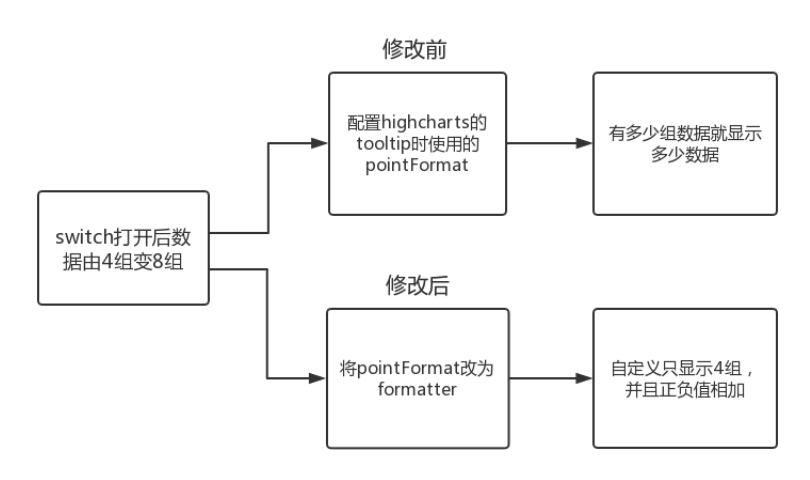 修改前
配置highcharts的
tooltip时使用的
pointFormat
有多少组数据就显示
多少数据
switch打开后数
据由4组变8组
修改后
将pointFormat改为
formatter
自定义只显示4组，
并且正负值相加